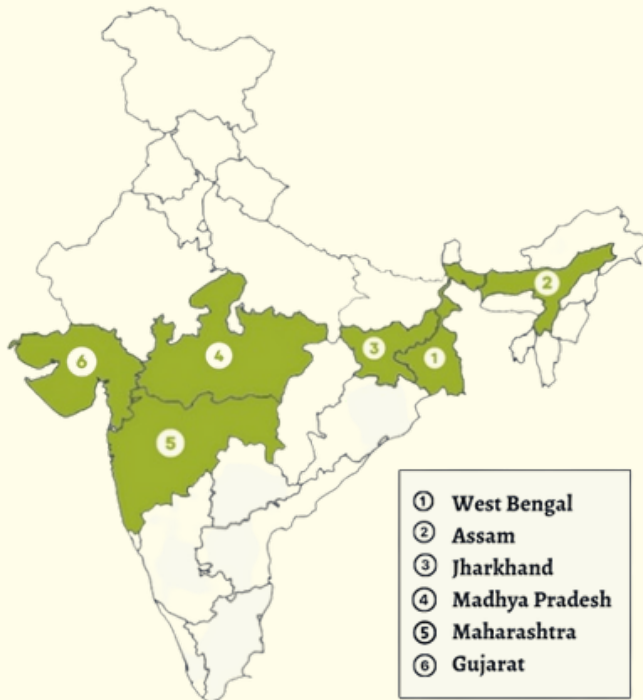 2
6
4
3
1
5
1 West Bengal
2 Assam
3 Jharkhand
4 Madhya Pradesh
5 Maharashtra
6 Gujarat